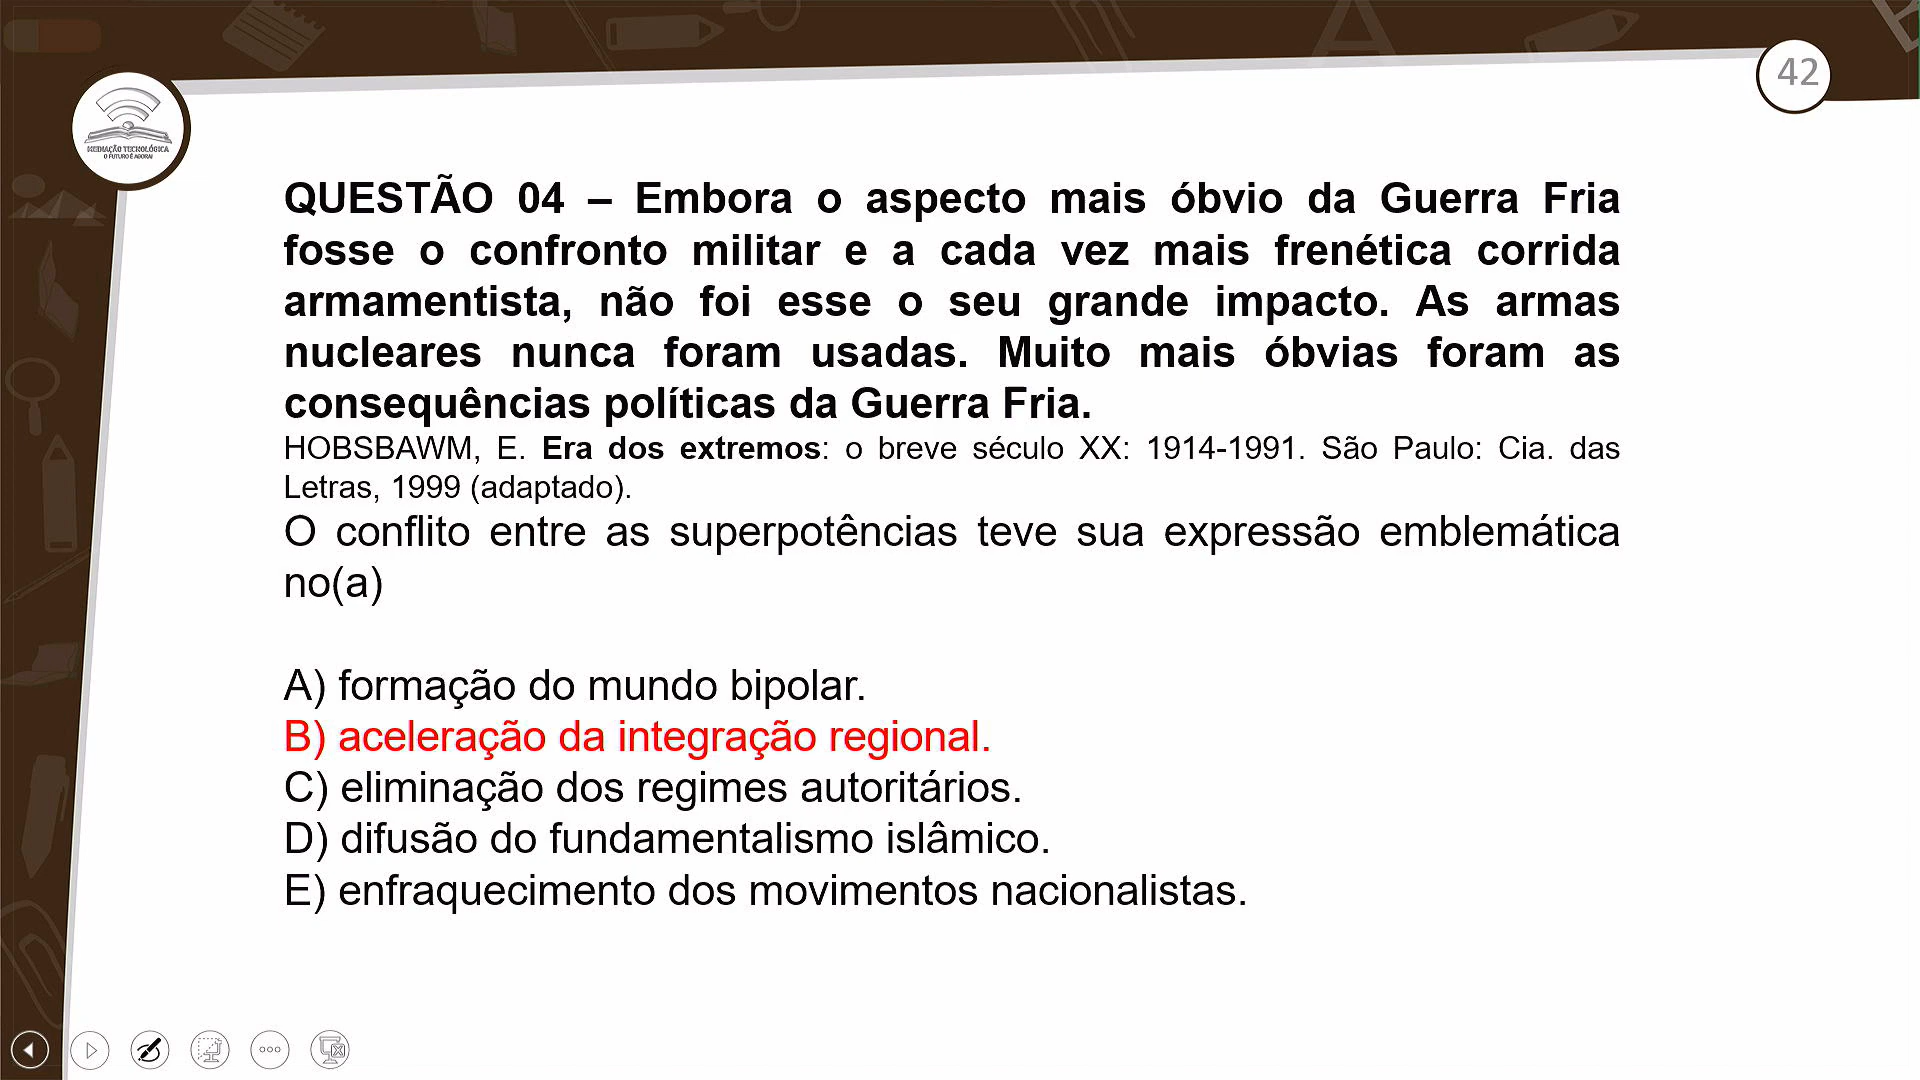 42
MEDIAÇÃO TECNOLÓGICA
O FUTURO É AGORA!
QUESTÃO 04 – Embora o aspecto mais óbvio da Guerra Fria
fosse o confronto militar e a cada vez mais frenética corrida
armamentista, não foi esse o seu grande impacto. As armas
nucleares nunca foram usadas. Muito mais óbvias foram as
consequências políticas da Guerra Fria.
HOBSBAWM, E. Era dos extremos: o breve século XX: 1914-1991. São Paulo: Cia. das
Letras, 1999 (adaptado).
O conflito entre as superpotências teve sua expressão emblemática
no(a)
A) formação do mundo bipolar.
B) aceleração da integração regional.
C) eliminação dos regimes autoritários.
D) difusão do fundamentalismo islâmico.
E) enfraquecimento dos movimentos nacionalistas.